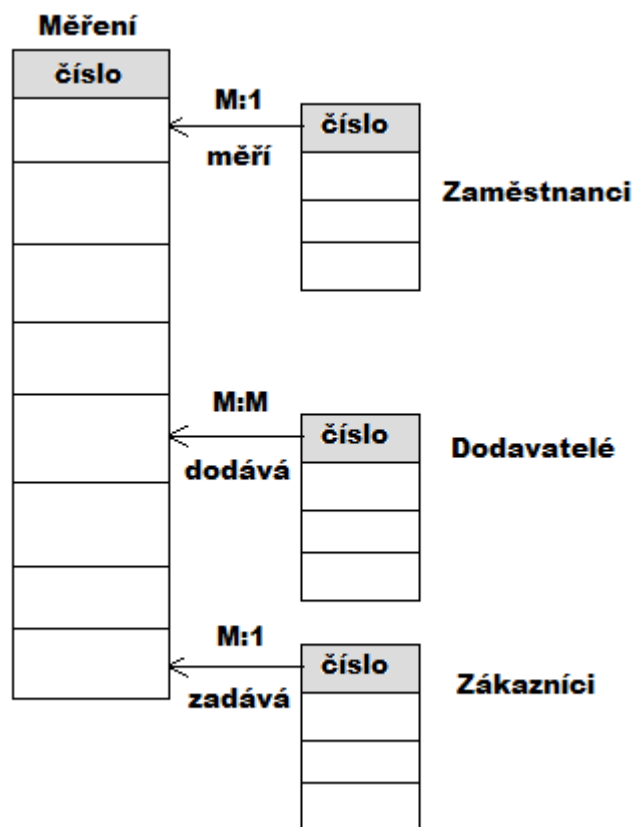 Měření
číslo
M:1
číslo
měří
Zaměstnanci
M:M
číslo
Dodavatelé
dodává
M:1
číslo
Zákazníci
zadává